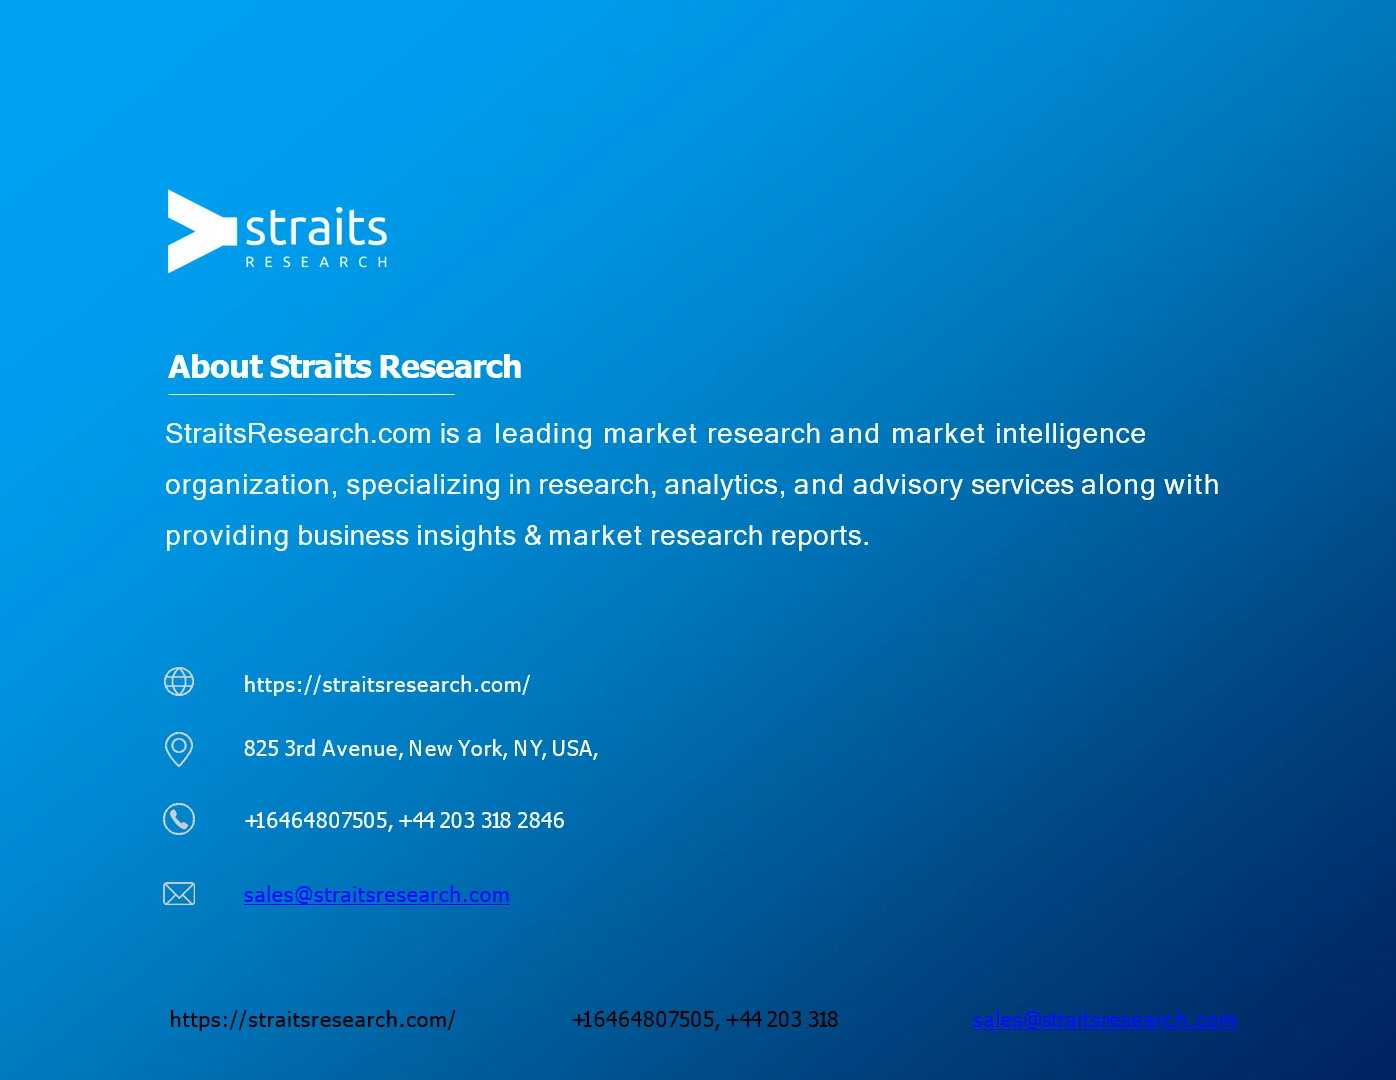 straits
RESEARCH
About Straits Research
StraitsResearch.com is a leading market research and market intelligence
organization, specializing in research, analytics, and advisory services along with
providing business insights & market research reports.
https://straitsresearch.com/
825 3rd Avenue, New York, NY, USA,
+16464807505, +44 203 318 2846
sales@straitsresearch.com
https://straitsresearch.com/ +16464807505, +44 203 318 sales@straitsresearch.com